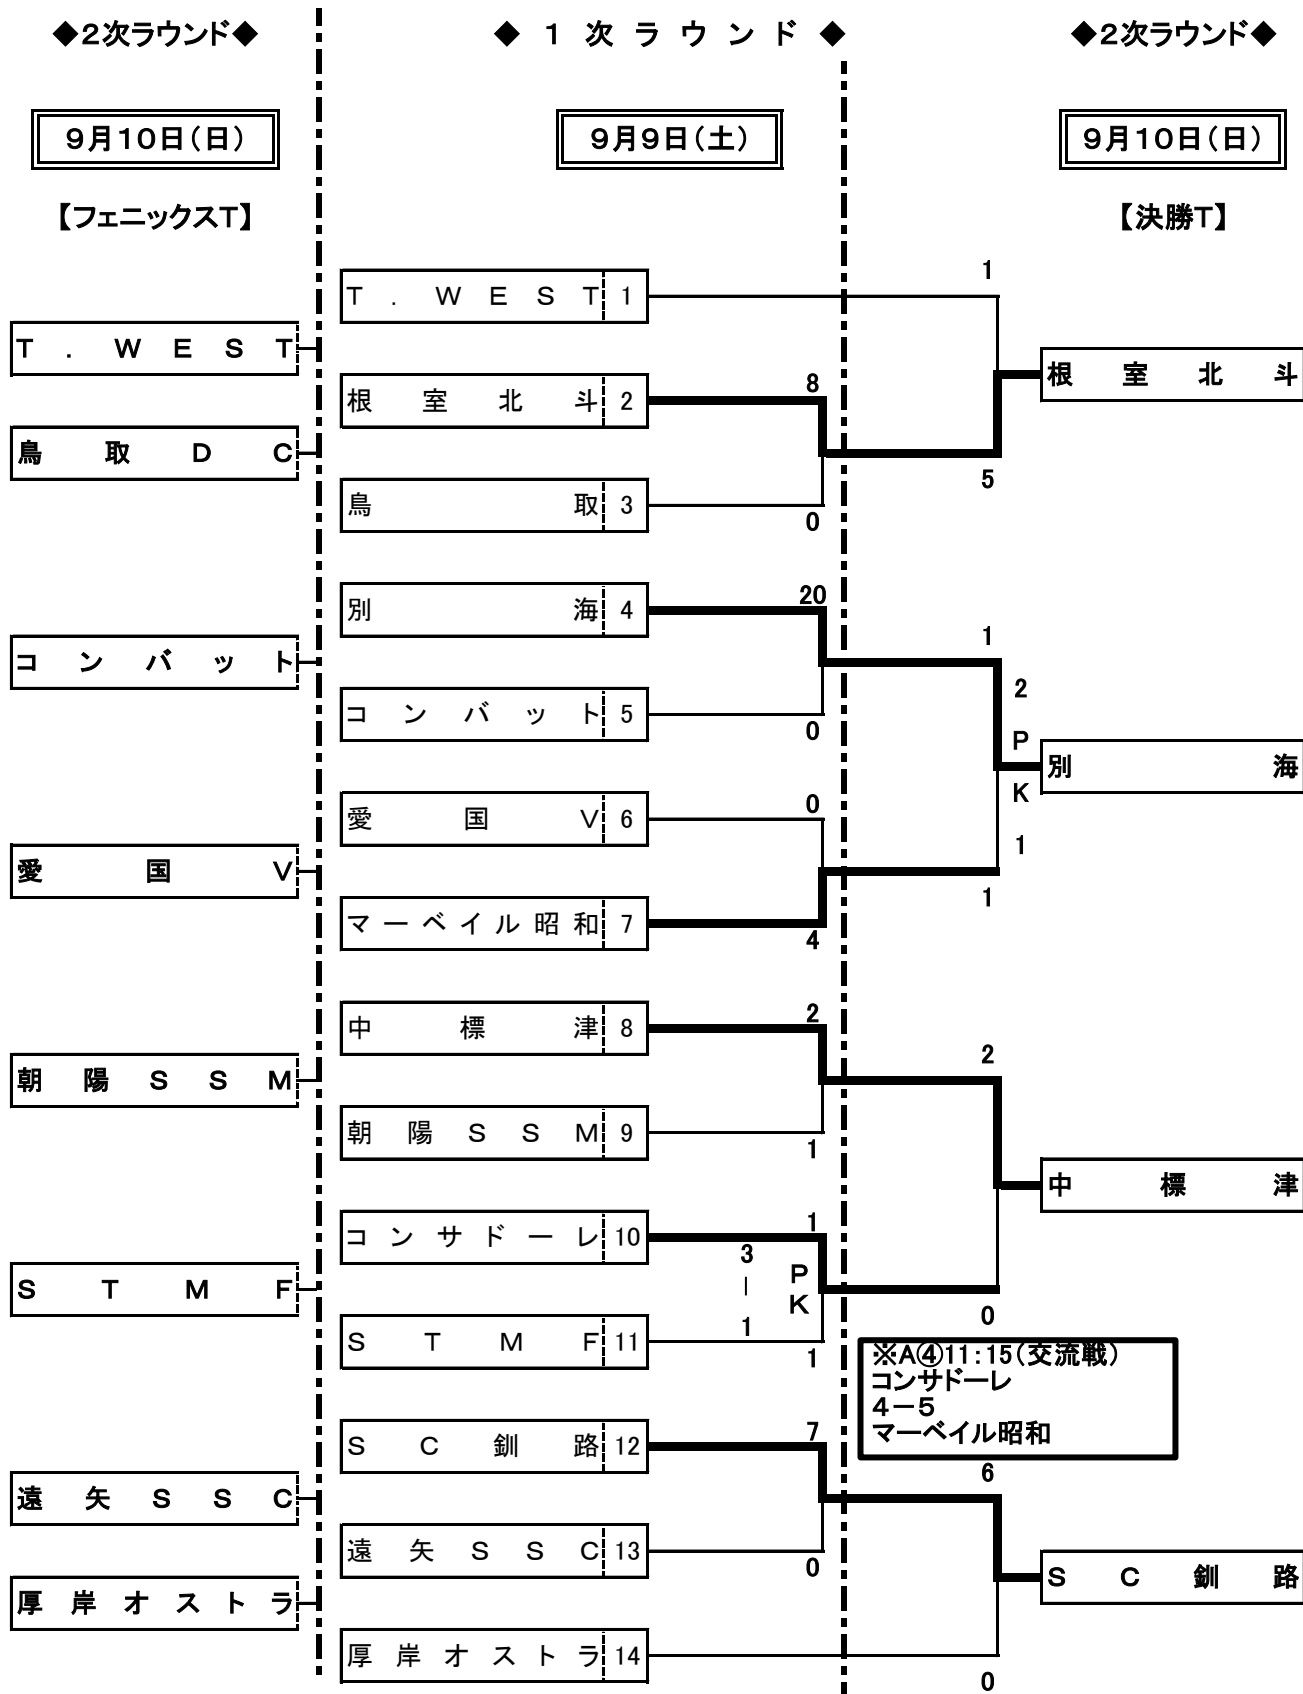 ◆2次ラウンド◆
◆ 1 次 ラ ウ ン ド ◆
◆2次ラウンド◆
9月10日(日)
9月9日(土)
9月10日(日)
【フェニックスT】
【決勝T】
T . W E S T
鳥 取 D C
コ ン バ ッ ト
愛 国 V
朝 陽 S S M
S T M F
遠 矢 S S C
厚 岸 オ ス ト ラ
T . W E S T 1
根 室 北 斗 2
鳥 取 3
別 海 4
コ ン バ ッ ト 5
愛 国 V 6
マ ー ベ イ ル 昭 和 7
中 標 津 8
朝 陽 S S M 9
コ ン サ ド ー レ 10
S T M F 11
S C 釧 路 12
遠 矢 S S C 13
厚 岸 オ ス ト ラ 14
8
0
20
0
0
4
2
1
1
3
-
1
P
K
1
7
0
1
5
1
2
P
K
1
1
2
0
※A④11:15(交流戦)
コンサドーレ
4-5
マーベイル昭和
6
0
根 室 北 斗
別 海
中 標 津
S C 釧 路